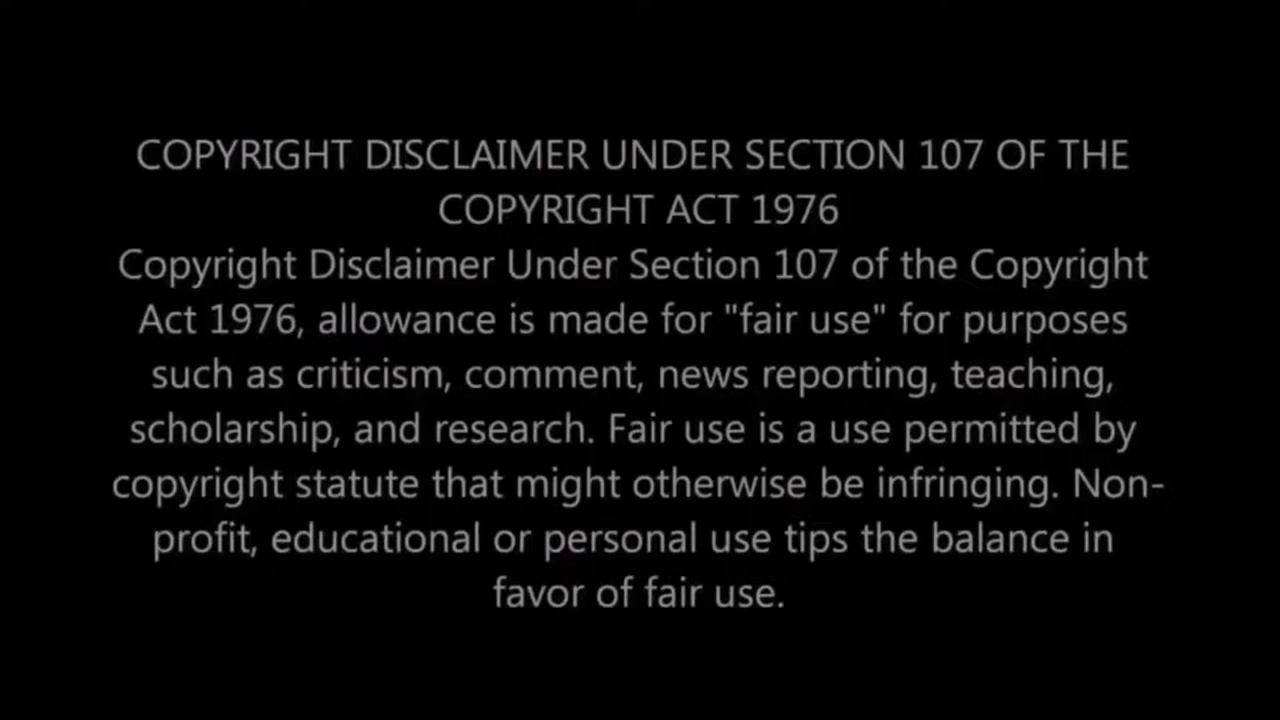 COPYRIGHT DISCLAIMER UNDER SECTION 107 OF THE
COPYRIGHT ACT 1976
Copyright Disclaimer Under Section 107 of the Copyright
Act 1976, allowance is made for "fair use" for purposes
such as criticism, comment, news reporting, teaching,
scholarship, and research. Fair use is a use permitted by
copyright statute that might otherwise be infringing. Non-
profit, educational or personal use tips the balance in
favor of fair use.